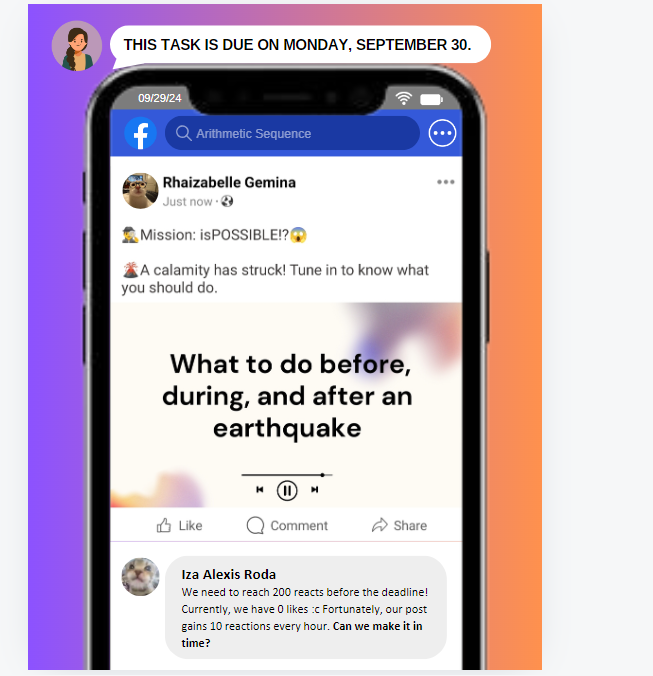 THIS TASK IS DUE ON MONDAY, SEPTEMBER 30.
09/29/24
Arithmetic Sequence
Rhaizabelle Gemina
Just now ·
🕵️Mission: isPOSSIBLE!?😱
🌋A calamity has struck! Tune in to know what
you should do.
What to do before,
during, and after an
earthquake
Like Comment Share
Iza Alexis Roda
We need to reach 200 reacts before the deadline!
Currently, we have 0 likes :c Fortunately, our post
gains 10 reactions every hour. Can we make it in
time?